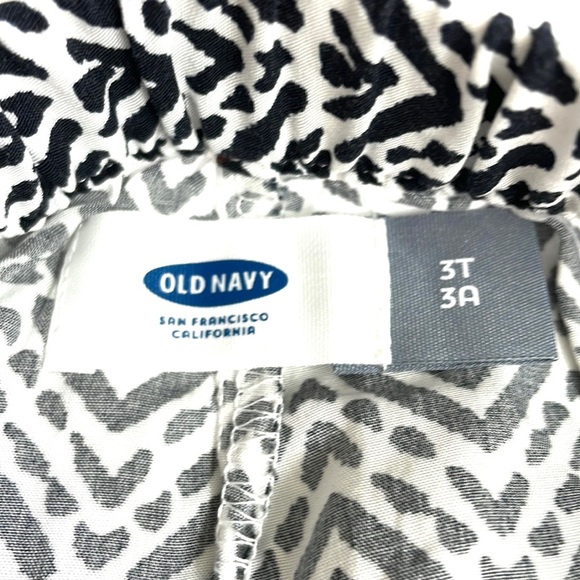 OLD NAVY
SAN FRANCISCO
CALIFORNIA
3T
3A